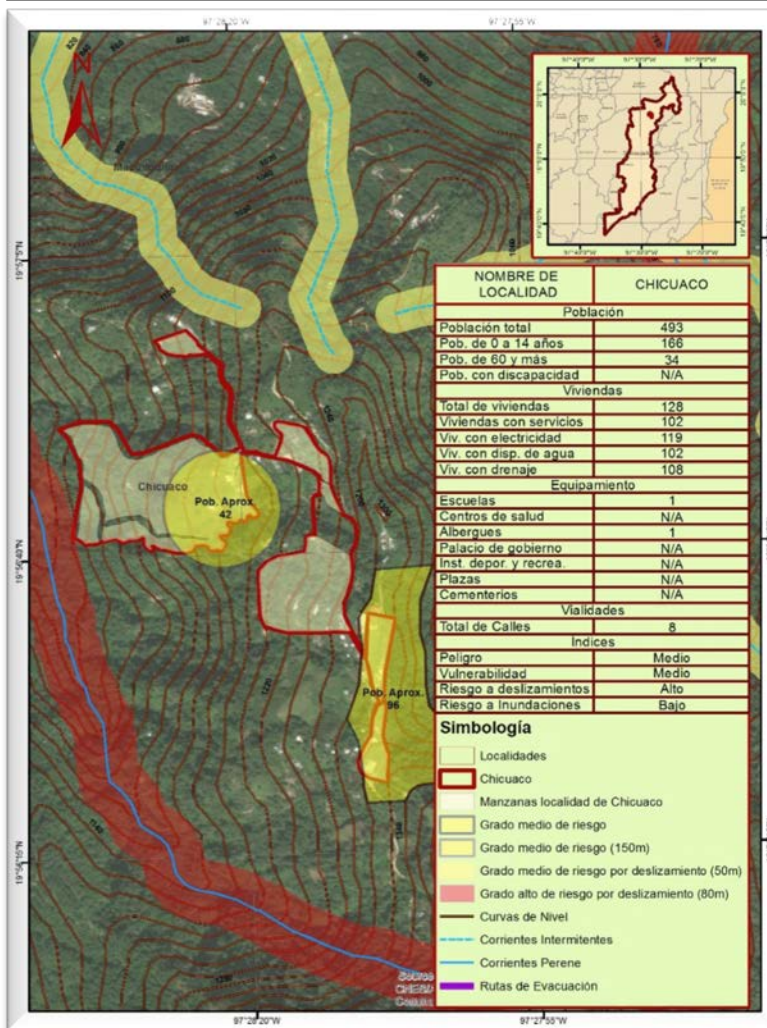 97°28'20"W
97°27'55"W
NOMBRE DE LOCALIDAD CHICUACO
Población
Población total 493
Pob. de 0 a 14 años 166
Pob. de 60 y más 34
Pob. con discapacidad N/A
Viviendas
Total de viviendas 128
Viviendas con servicios 102
Viv. con electricidad 119
Viv. con disp. de agua 102
Viv. con drenaje 108
Equipamiento
Escuelas 1
Centros de salud N/A
Albergues 1
Palacio de gobierno N/A
Inst. depor. y recrea. N/A
Plazas N/A
Cementerios N/A
Vialidades
Total de Calles 8
Indices
Peligro Medio
Vulnerabilidad Medio
Riesgo a deslizamientos Alto
Riesgo a Inundaciones Bajo
Chicuaco
Pob. Aprox.
42
Pob. Aprox.
96
Simbología
Localidades
Chicuaco
Manzanas localidad de Chicuaco
Grado medio de riesgo
Grado medio de riesgo (150m)
Grado medio de riesgo por deslizamiento (50m)
Grado alto de riesgo por deslizamiento (80m)
Curvas de Nivel
Corrientes Intermitentes
Corrientes Perene
Rutas de Evacuación
97°28'20"W
97°27'55"W